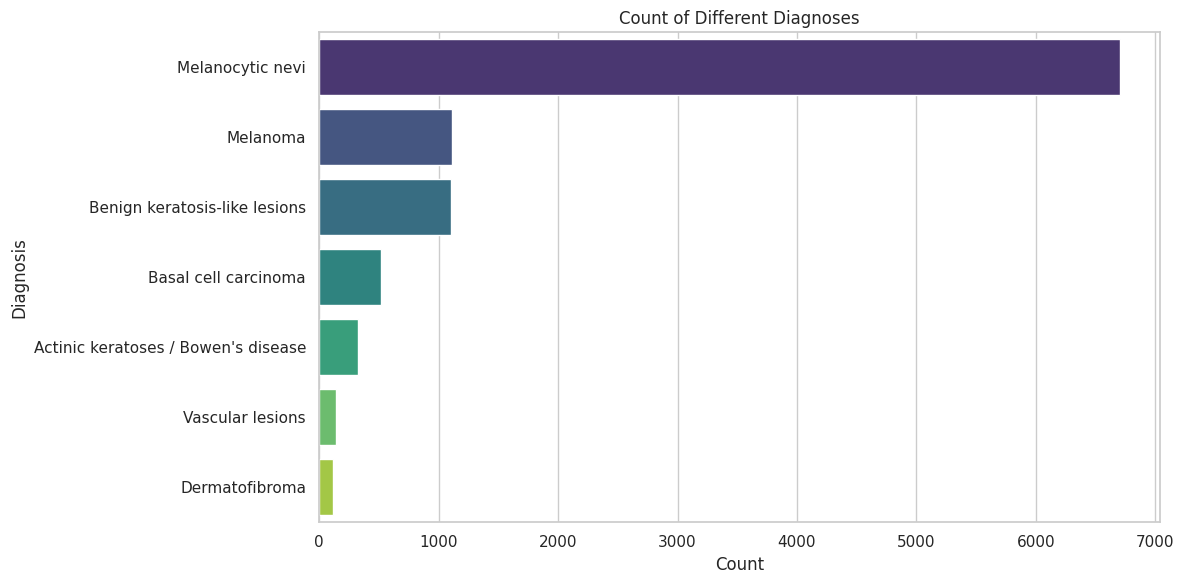 Count of Different Diagnoses
Diagnosis
Melanocytic nevi
Melanoma
Benign keratosis-like lesions
Basal cell carcinoma
Actinic keratoses / Bowen's disease
Vascular lesions
Dermatofibroma
0 1000 2000 3000 4000 5000 6000 7000
Count